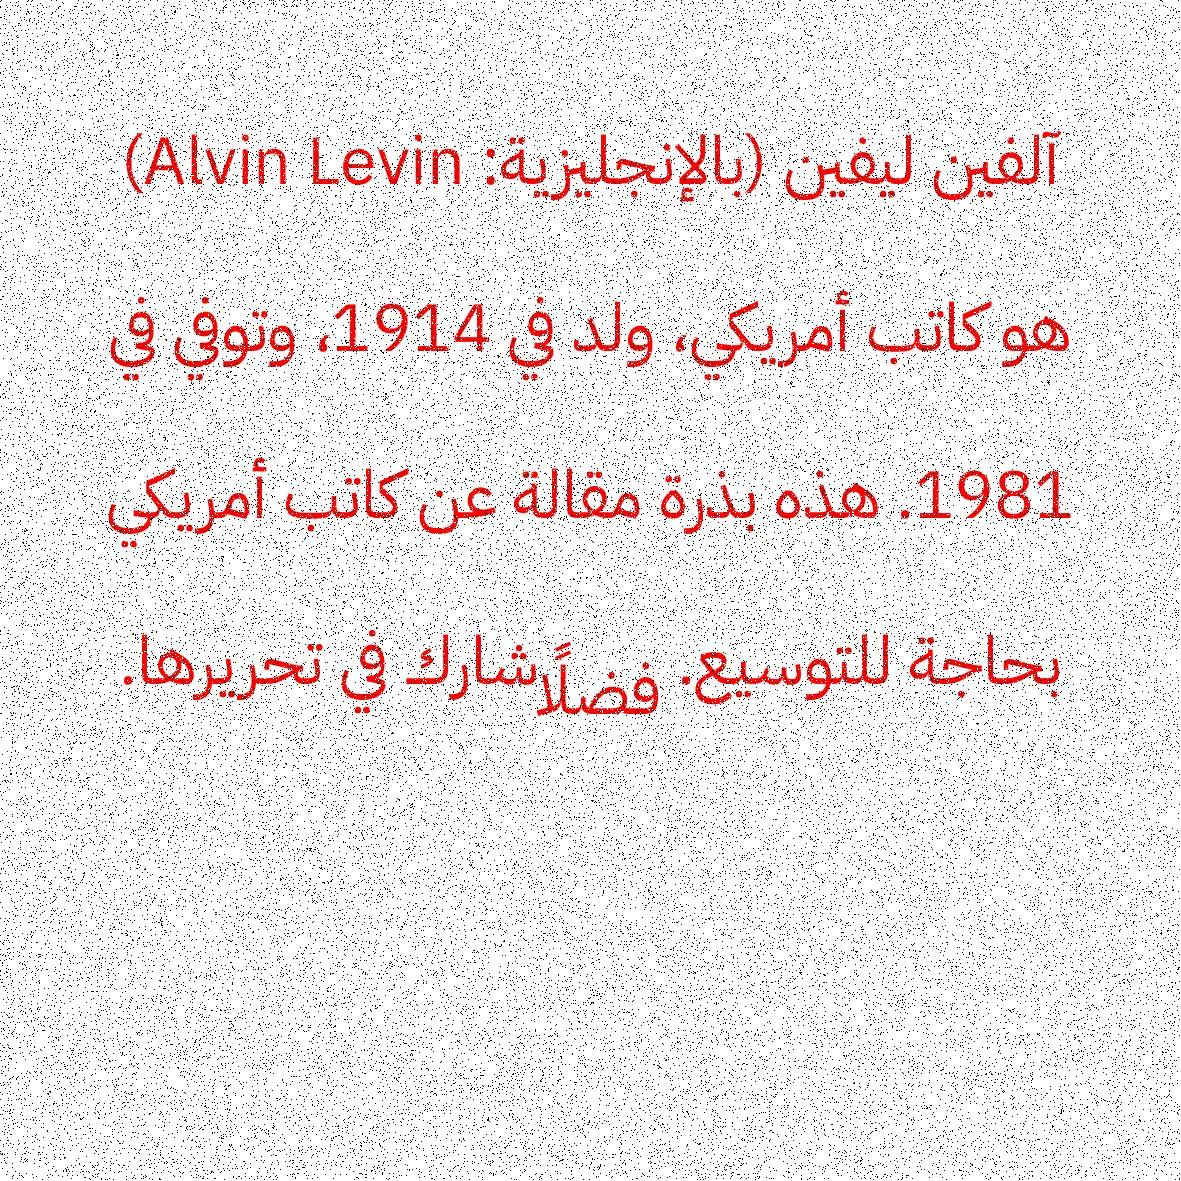 آلفين ليفين (بالإنجليزية: Alvin Levin)
هو كاتب أمريكي، ولد في 1914، وتوفي في
1981. هذه بذرة مقالة عن كاتب أمريكي
بحاجة للتوسيع. فضلًا شارك في تحريرها.